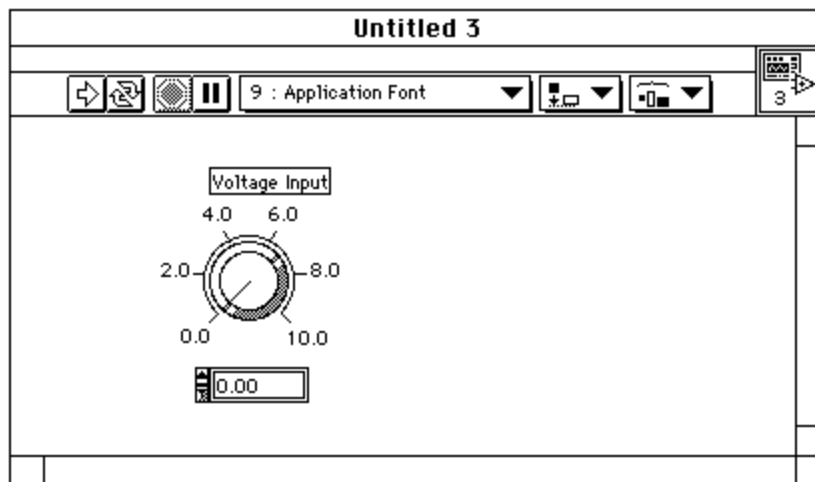 Untitled 3
9 : Application Font
3
Voltage Input
4.0 6.0
2.0 8.0
0.0 10.0
0.00